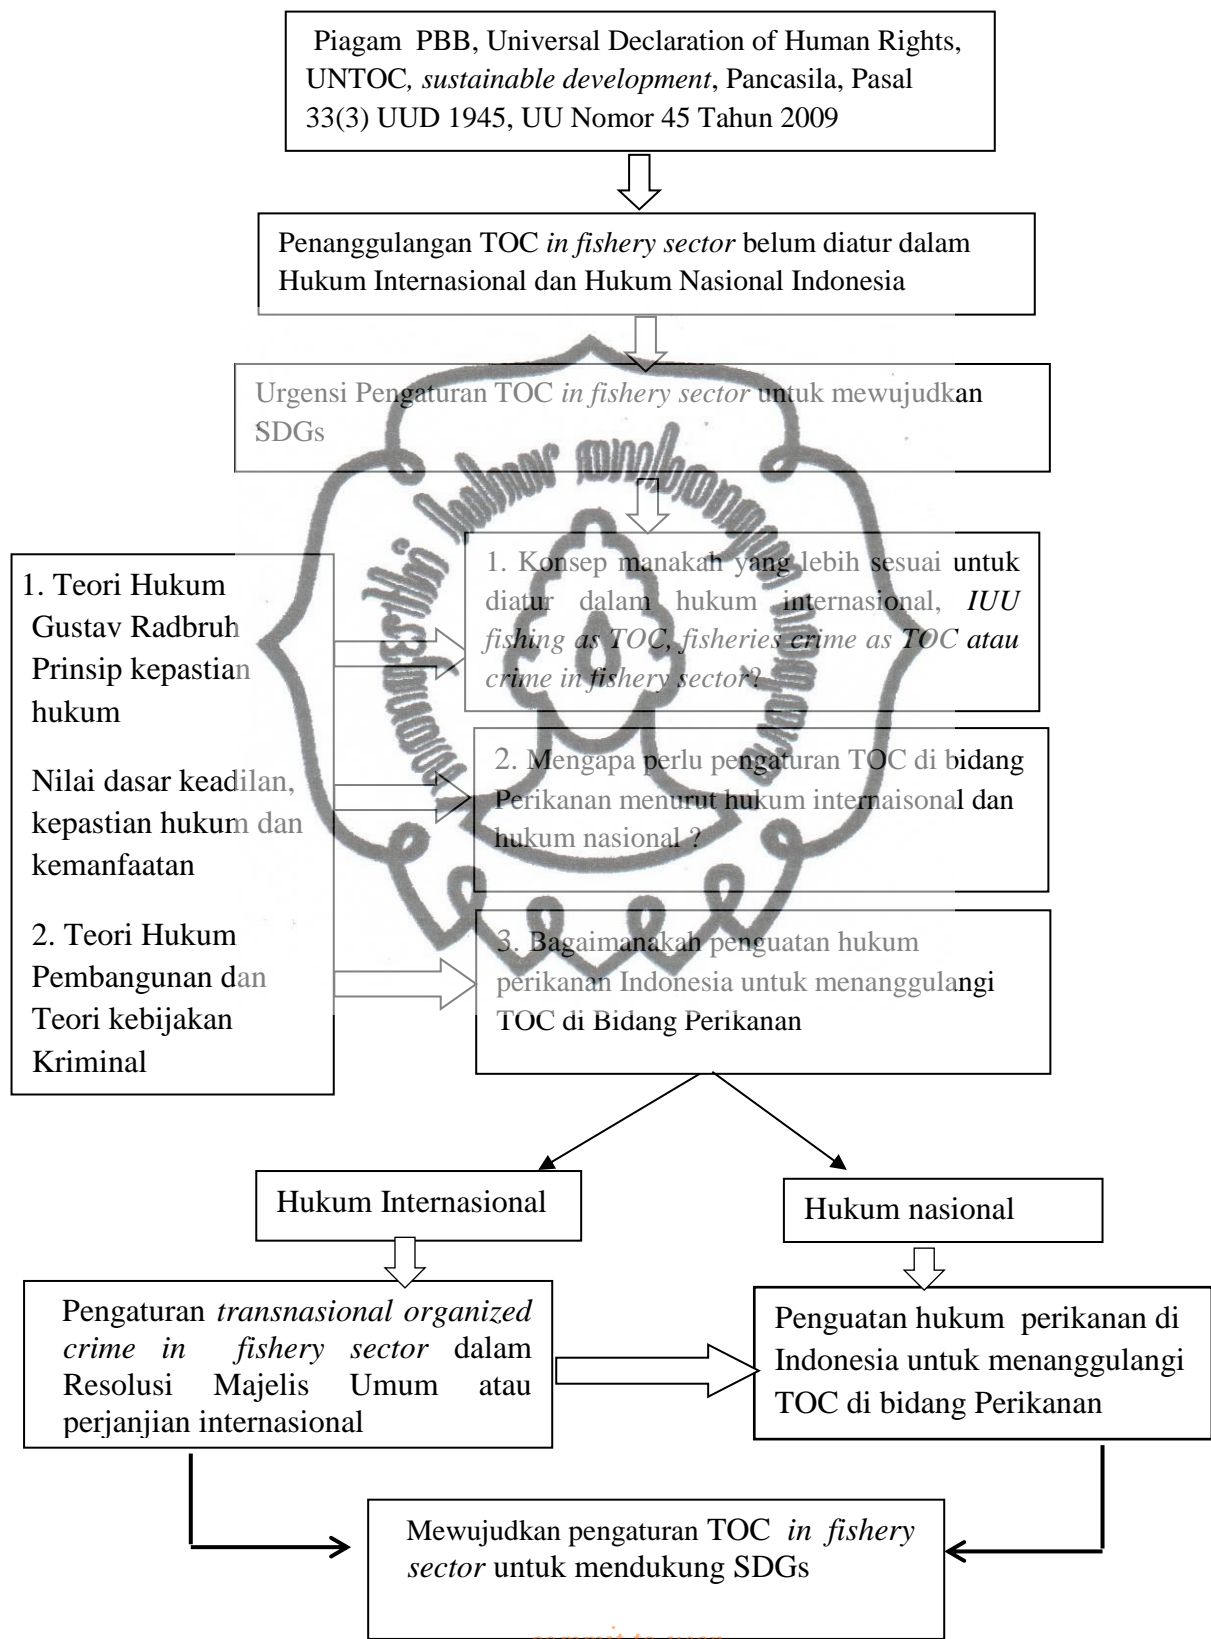 Piagam PBB, Universal Declaration of Human Rights,
UNTOC, sustainable development, Pancasila, Pasal
33(3) UUD 1945, UU Nomor 45 Tahun 2009
Penanggulangan TOC in fishery sector belum diatur dalam
Hukum Internasional dan Hukum Nasional Indonesia
Urgensi Pengaturan TOC in fishery sector untuk mewujudkan
SDGs
1. Teori Hukum
Gustav Radbruh
Prinsip kepastian
hukum
Nilai dasar keadilan,
kepastian hukum dan
kemanfaatan
2. Teori Hukum
Pembangunan dan
Teori kebijakan
Kriminal
1. Konsep manakah yang lebih sesuai untuk
diatur dalam hukum internasional, IUU
fishing as TOC, fisheries crime as TOC atau
crime in fishery sector?
2. Mengapa perlu pengaturan TOC di bidang
Perikanan menurut hukum internaisonal dan
hukum nasional ?
3. Bagaimanakah penguatan hukum
perikanan Indonesia untuk menanggulangi
TOC di Bidang Perikanan
Hukum Internasional
Hukum nasional
Pengaturan transnasional organized
crime in fishery sector dalam
Resolusi Majelis Umum atau
perjanjian internasional
Penguatan hukum perikanan di
Indonesia untuk menanggulangi
TOC di bidang Perikanan
Mewujudkan pengaturan TOC in fishery
sector untuk mendukung SDGs
commit to user